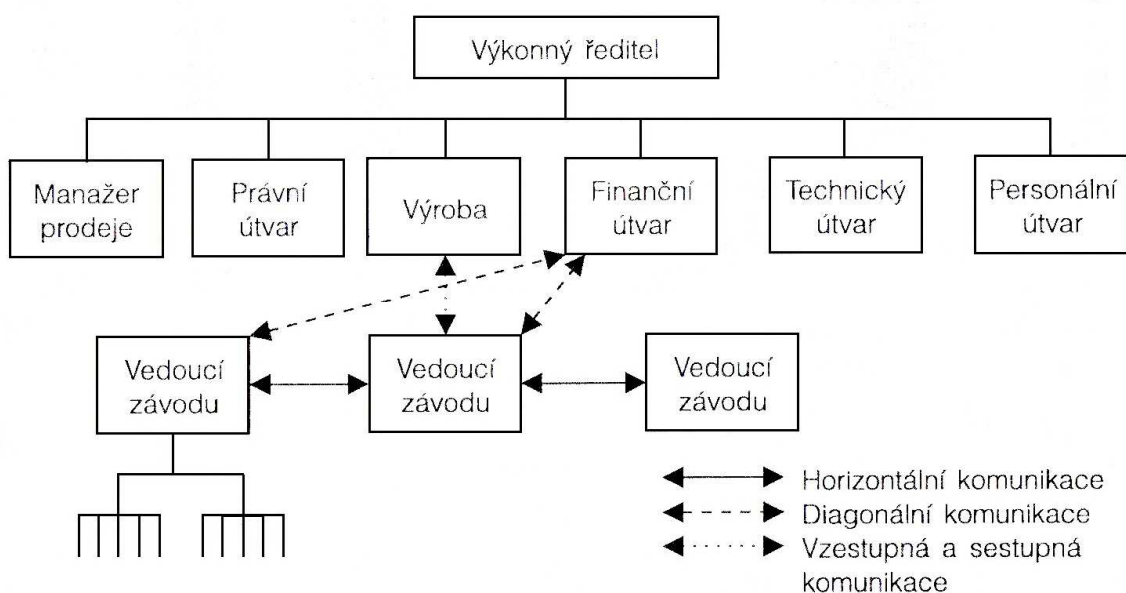 Výkonný ředitel
Manažer
prodeje
Právní
útvar
Výroba
Finanční
útvar
Technický
útvar
Personální
útvar
Vedoucí
závodu
Vedoucí
závodu
Vedoucí
závodu
Horizontální komunikace
Diagonální komunikace
Vzestupná a sestupná
komunikace